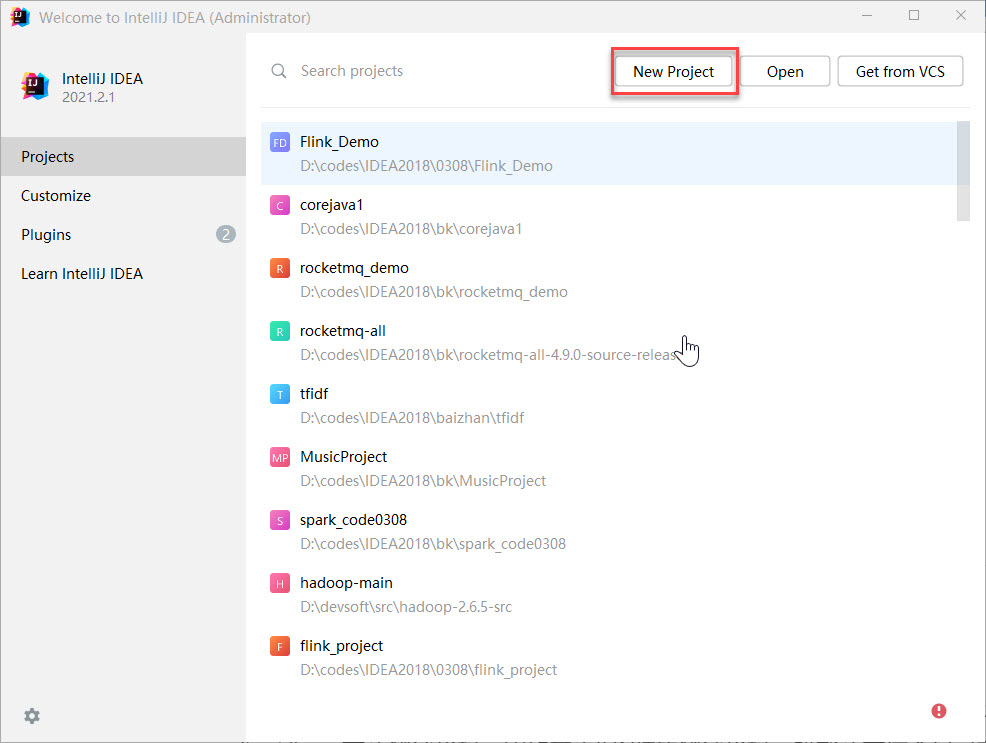 Welcome to IntelliJ IDEA (Administrator)
IntelliJ IDEA
2021.2.1
Projects
Customize
Plugins
2
Learn IntelliJ IDEA
Search projects
New Project
Open
Get from VCS
FD
Flink_Demo
D:\codes\IDEA2018\0308\Flink_Demo
C
corejava1
D:\codes\IDEA2018\bk\corejava1
R
rocketmq_demo
D:\codes\IDEA2018\bk\rocketmq_demo
R
rocketmq-all
D:\codes\IDEA2018\bk\rocketmq-all-4.9.0-source-releas
T
tfidf
D:\codes\IDEA2018\baizhan\tfidf
MP
MusicProject
D:\codes\IDEA2018\bk\MusicProject
S
spark_code0308
D:\codes\IDEA2018\bk\spark_code0308
H
hadoop-main
D:\devsoft\src\hadoop-2.6.5-src
F
flink_project
D:\codes\IDEA2018\0308\flink_project